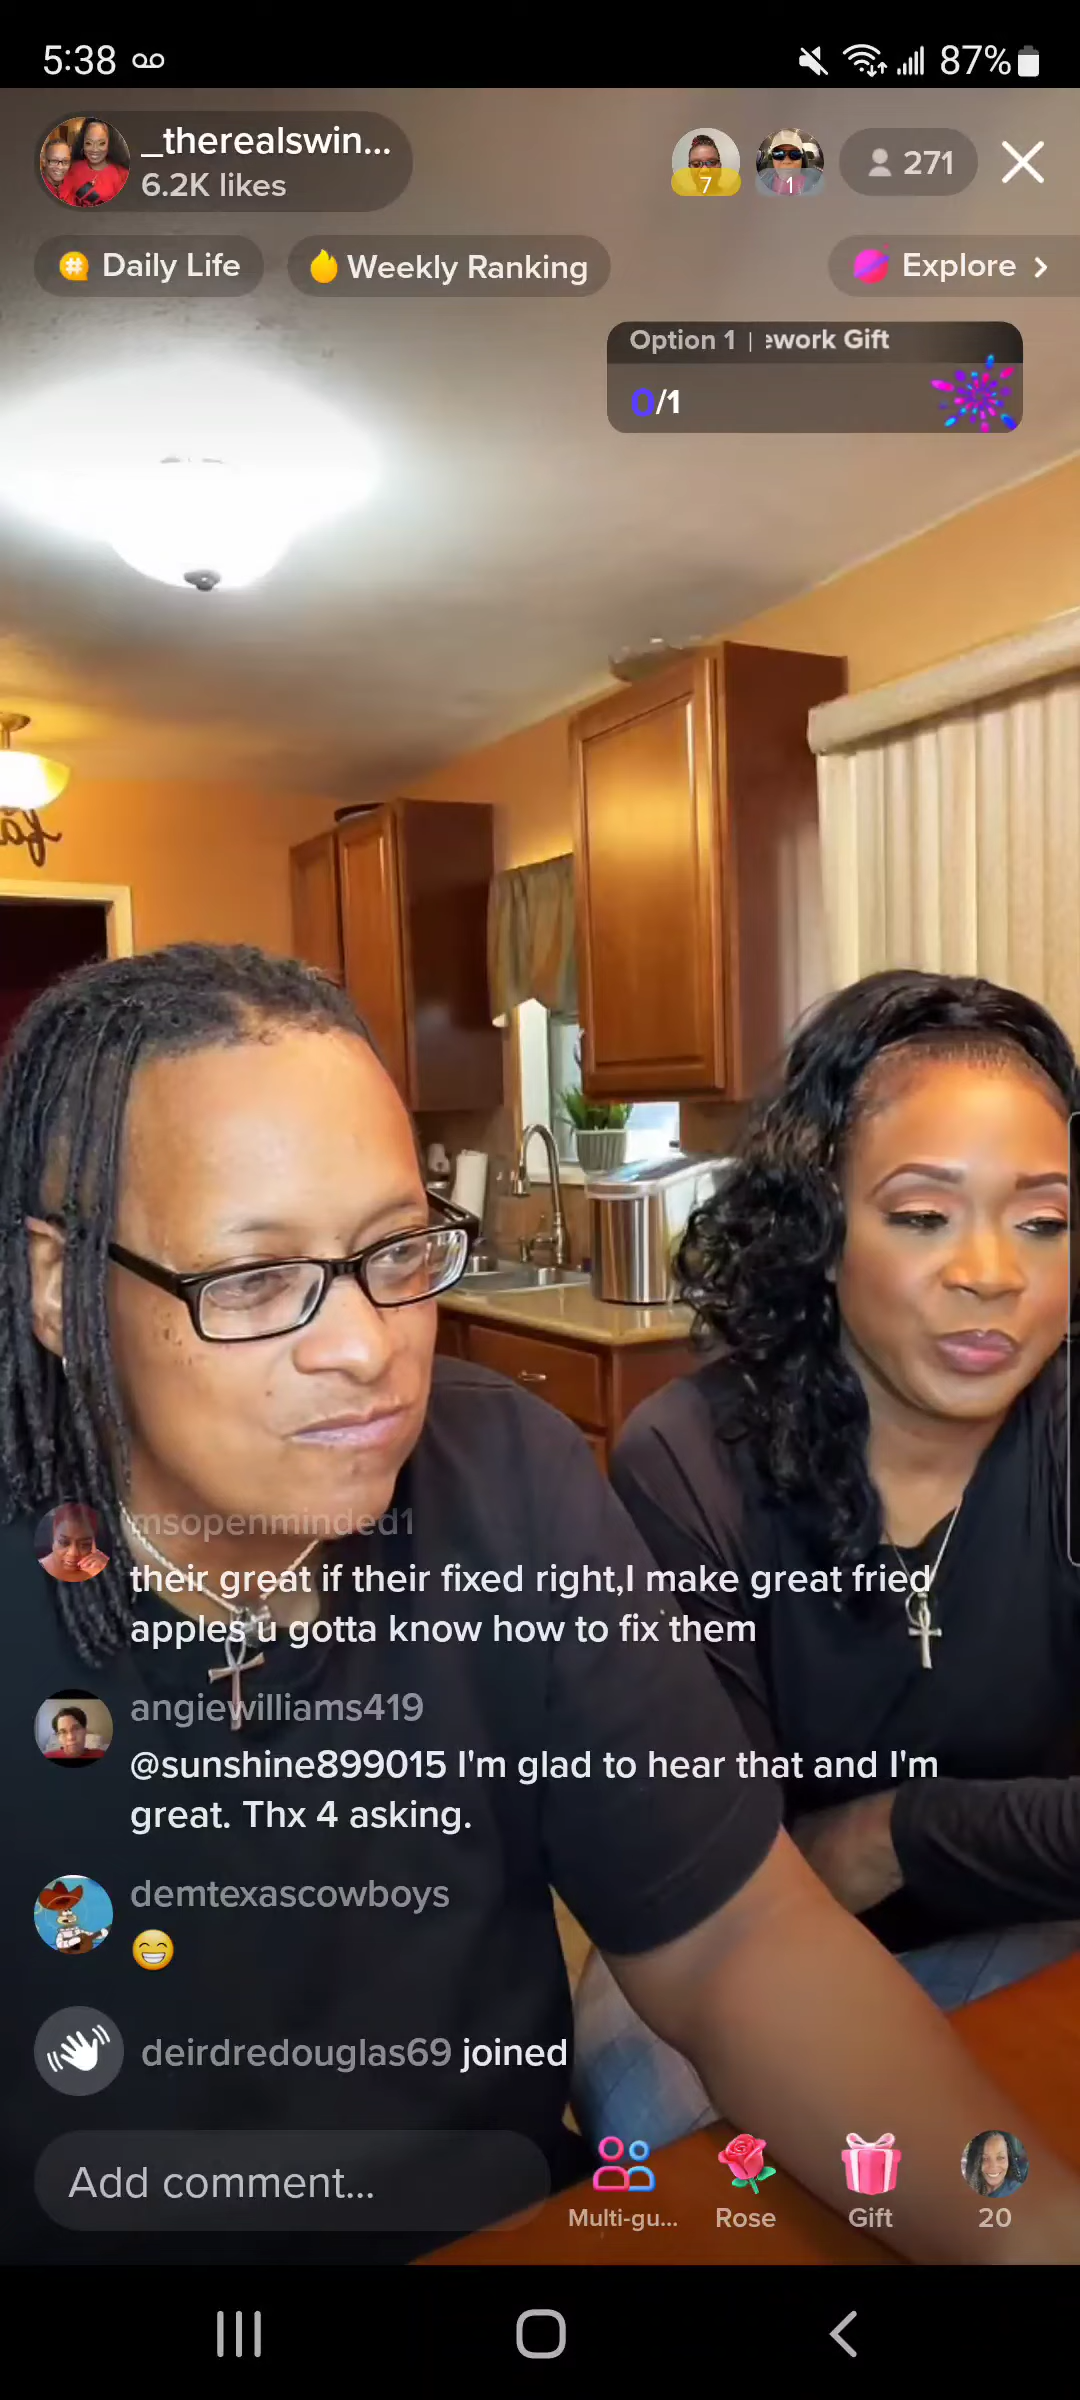 5:38
87%
_therealswin...
6.2K likes
7
1
271
Daily Life
Weekly Ranking
Explore
Option 1 | ework Gift
0/1
msopenminded1
their great if their fixed right,I make great fried
apples u gotta know how to fix them
angiewilliams419
@sunshine899015 I'm glad to hear that and I'm
great. Thx 4 asking.
demtexascowboys
😁
deirdredouglas69 joined
Add comment...
Multi-gu...
Rose
Gift
20